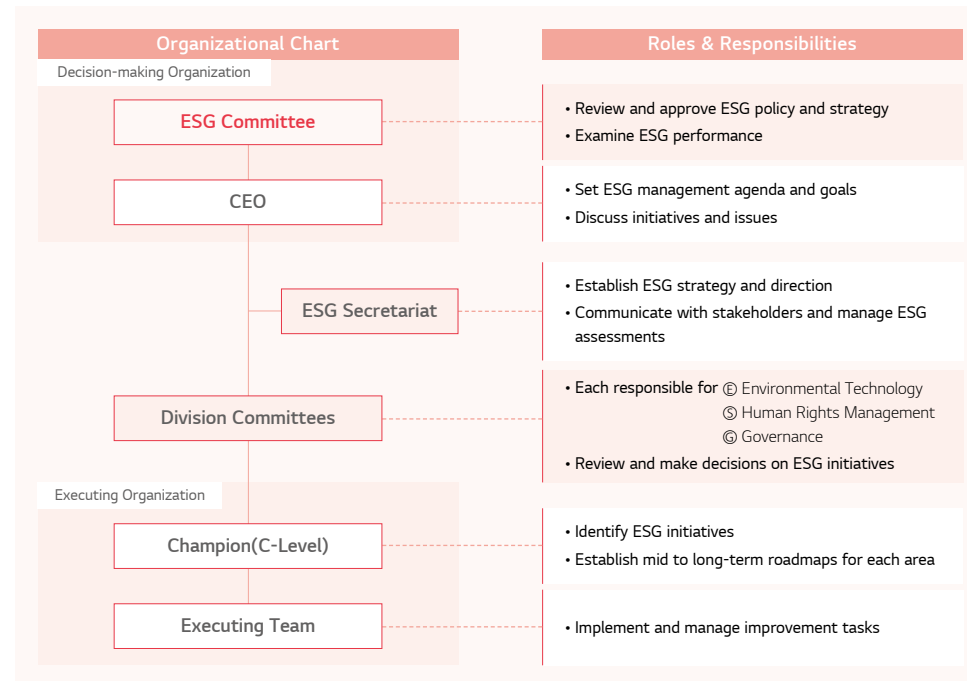 Organizational Chart
Roles & Responsibilities
Decision-making Organization
ESG Committee
• Review and approve ESG policy and strategy
• Examine ESG performance
CEO
• Set ESG management agenda and goals
• Discuss initiatives and issues
ESG Secretariat
• Establish ESG strategy and direction
• Communicate with stakeholders and manage ESG
assessments
Division Committees
• Each responsible for Ⓔ Environmental Technology
Ⓢ Human Rights Management
Ⓖ Governance
• Review and make decisions on ESG initiatives
Executing Organization
Champion(C-Level)
• Identify ESG initiatives
• Establish mid to long-term roadmaps for each area
Executing Team
• Implement and manage improvement tasks